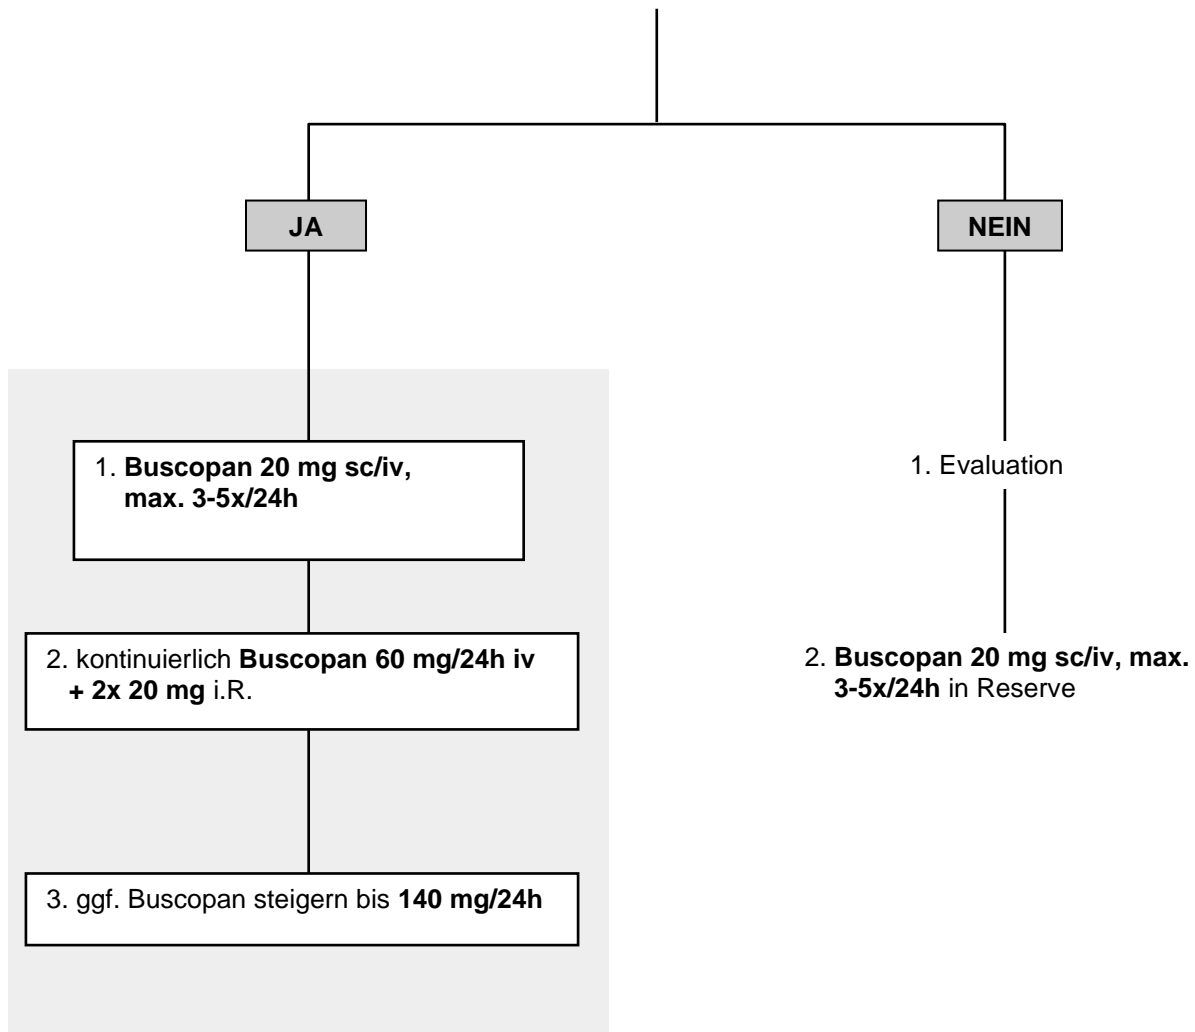 JA
NEIN
1. Buscopan 20 mg sc/iv,
max. 3-5x/24h
1. Evaluation
2. kontinuierlich Buscopan 60 mg/24h iv
+ 2x 20 mg i.R.
2. Buscopan 20 mg sc/iv, max.
3-5x/24h in Reserve
3. ggf. Buscopan steigern bis 140 mg/24h